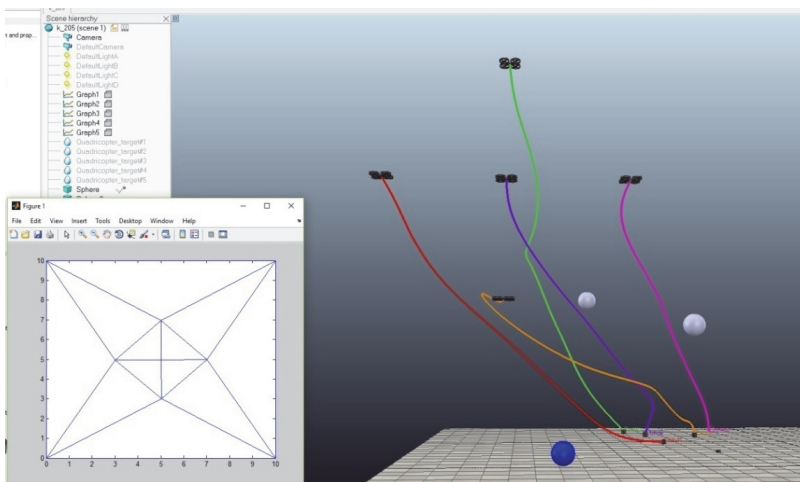 Scene hierarchy
k_205 (scene 1)
Camera
DefaultCamera
DefaultLightA
DefaultLightB
DefaultLightC
DefaultLightD
Graph1
Graph2
Graph3
Graph4
Graph5
Quadricopter_target#1
Quadricopter_target#2
Quadricopter_target#3
Quadricopter_target#4
Quadricopter_target#5
Sphere
n and prop...
Figure 1
File Edit View Insert Tools Desktop Window Help
10
9
8
7
6
5
4
3
2
1
0
0 1 2 3 4 5 6 7 8 9 10